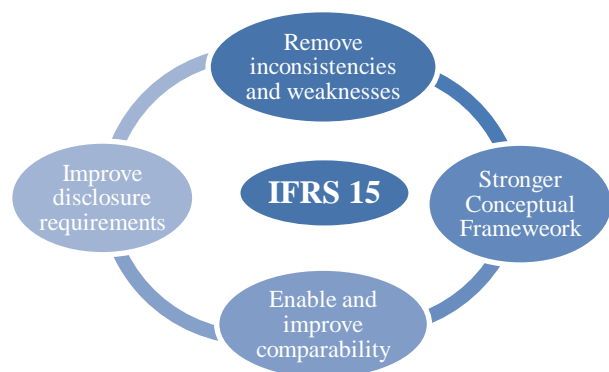 Remove
inconsistencies
and weaknesses
Improve
disclosure
requirements
IFRS 15
Stronger
Conceptual
Frameweork
Enable and
improve
comparability